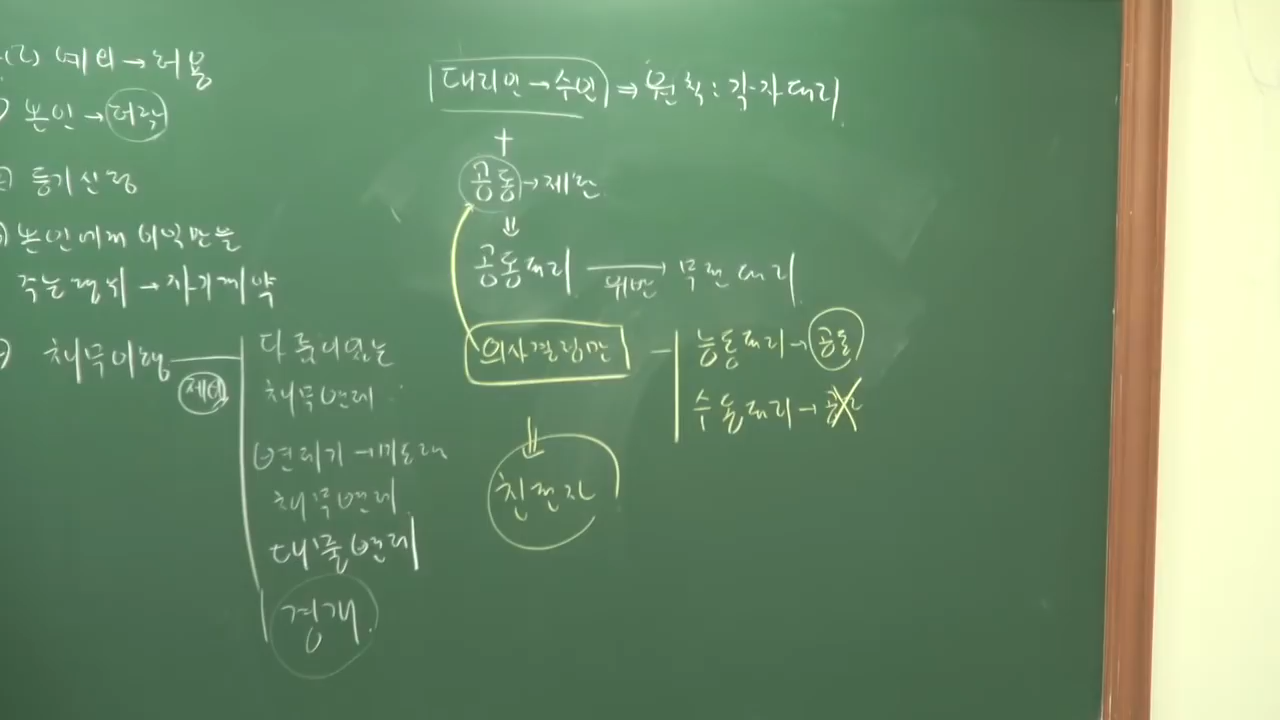 본인→허락
등기신청
본인에게 이익만을
주는 행위→자기계약
채무이행
제외
다툼이 있는
채무변제
변제기→미도래
채무변제
대물변제
경개
대리인→수인 ⇒ 원칙: 각자대리
+
공동→제한
⇓
공동대리 위반→ 무권대리
의사결정만
능동대리→공동
수동대리→공동
⇓
친권자